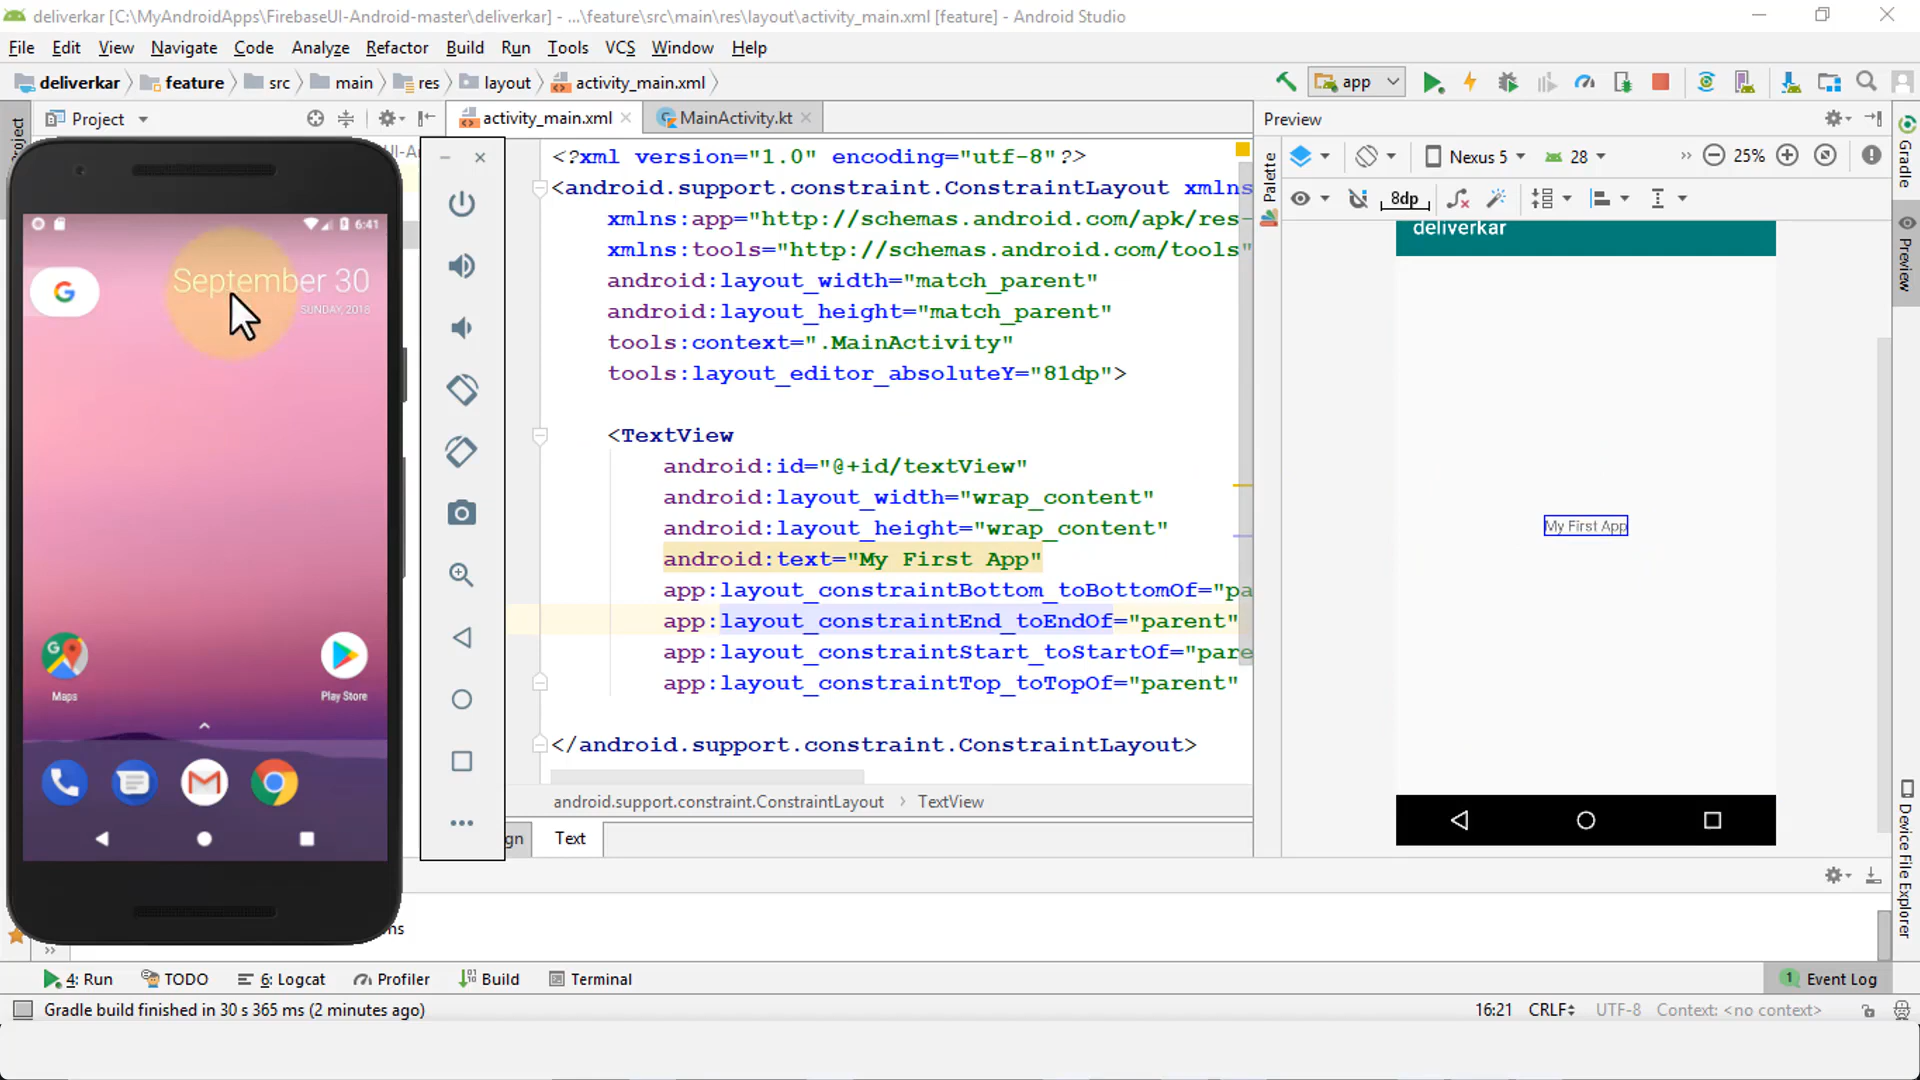 deliverkar [C:\MyAndroidApps\FirebaseUI-Android-master\deliverkar] - ...\feature\src\main\res\layout\activity_main.xml [feature] - Android Studio
File Edit View Navigate Code Analyze Refactor Build Run Tools VCS Window Help
deliverkar feature src main res layout activity_main.xml
app
Project
activity_main.xml
MainActivity.kt
Preview
Nexus 5
28
25%
8dp
Palette
Gradle
Preview
Device File Explorer
6:41
September 30
SUNDAY, 2018
Maps
Play Store
<?xml version="1.0" encoding="utf-8"?>
<android.support.constraint.ConstraintLayout xmlns
xmlns:app="http://schemas.android.com/apk/res-
xmlns:tools="http://schemas.android.com/tools"
android:layout_width="match_parent"
android:layout_height="match_parent"
tools:context=".MainActivity"
tools:layout_editor_absoluteY="81dp">
<TextView
android:id="@+id/textView"
android:layout_width="wrap_content"
android:layout_height="wrap_content"
android:text="My First App"
app:layout_constraintBottom_toBottomOf="pa
app:layout_constraintEnd_toEndOf="parent"
app:layout_constraintStart_toStartOf="pare
app:layout_constraintTop_toTopOf="parent"
</android.support.constraint.ConstraintLayout>
android.support.constraint.ConstraintLayout › TextView
gn
Text
deliverkar
My First App
4: Run TODO 6: Logcat Profiler Build Terminal
1 Event Log
Gradle build finished in 30 s 365 ms (2 minutes ago)
16:21 CRLF UTF-8 Context: <no context>